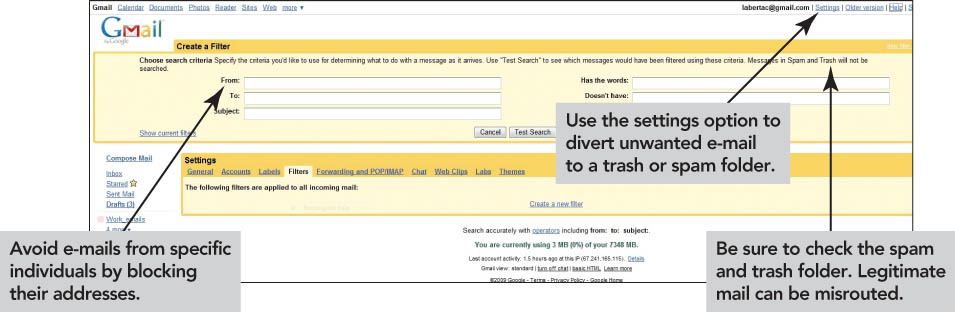 Gmail Calendar Documents Photos Reader Sites Web more ▼ labertac@gmail.com | Settings | Older version | Help | S
Gmail
by Google
Create a Filter
Choose search criteria Specify the criteria you'd like to use for determining what to do with a message as it arrives. Use "Test Search" to see which messages would have been filtered using these criteria. Messages in Spam and Trash will not be
searched.
From: Has the words:
To: Doesn't have:
Subject:
Show current filters Cancel Test Search
Use the settings option to
divert unwanted e-mail
to a trash or spam folder.
Compose Mail
Inbox
Starred
Sent Mail
Drafts (3)
Work_emails
4 more
Settings
General Accounts Labels Filters Forwarding and POP/IMAP Chat Web Clips Labs Themes
The following filters are applied to all incoming mail:
Create a new filter
Search accurately with operators including from: to: subject:.
You are currently using 3 MB (0%) of your 7348 MB.
Last account activity: 1.5 hours ago at this IP (67.241.165.115). Details
Gmail view: standard | turn off chat | basic HTML Learn more
©2009 Google - Terms - Privacy Policy - Google Home
Avoid e-mails from specific
individuals by blocking
their addresses.
Be sure to check the spam
and trash folder. Legitimate
mail can be misrouted.